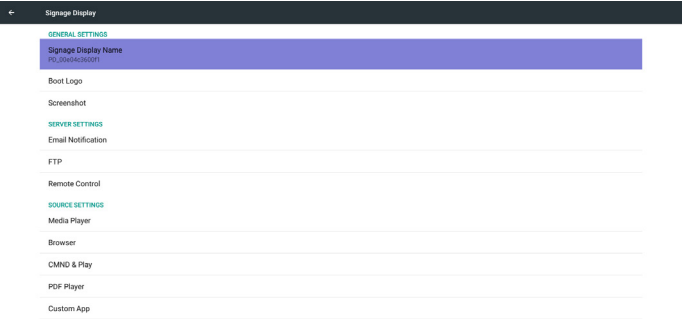 Signage Display
GENERAL SETTINGS
Signage Display Name
PD_00e04c3600f1
Boot Logo
Screenshot
SERVER SETTINGS
Email Notification
FTP
Remote Control
SOURCE SETTINGS
Media Player
Browser
CMND & Play
PDF Player
Custom App